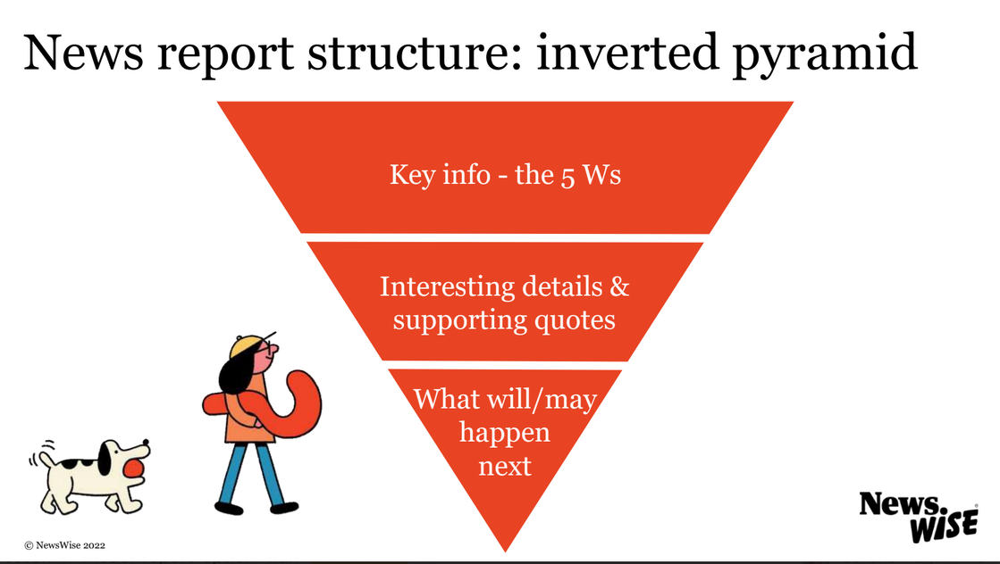 News report structure: inverted pyramid
Key info - the 5 Ws
Interesting details &
supporting quotes
What will/may
happen
next
News.
WISE
© NewsWise 2022